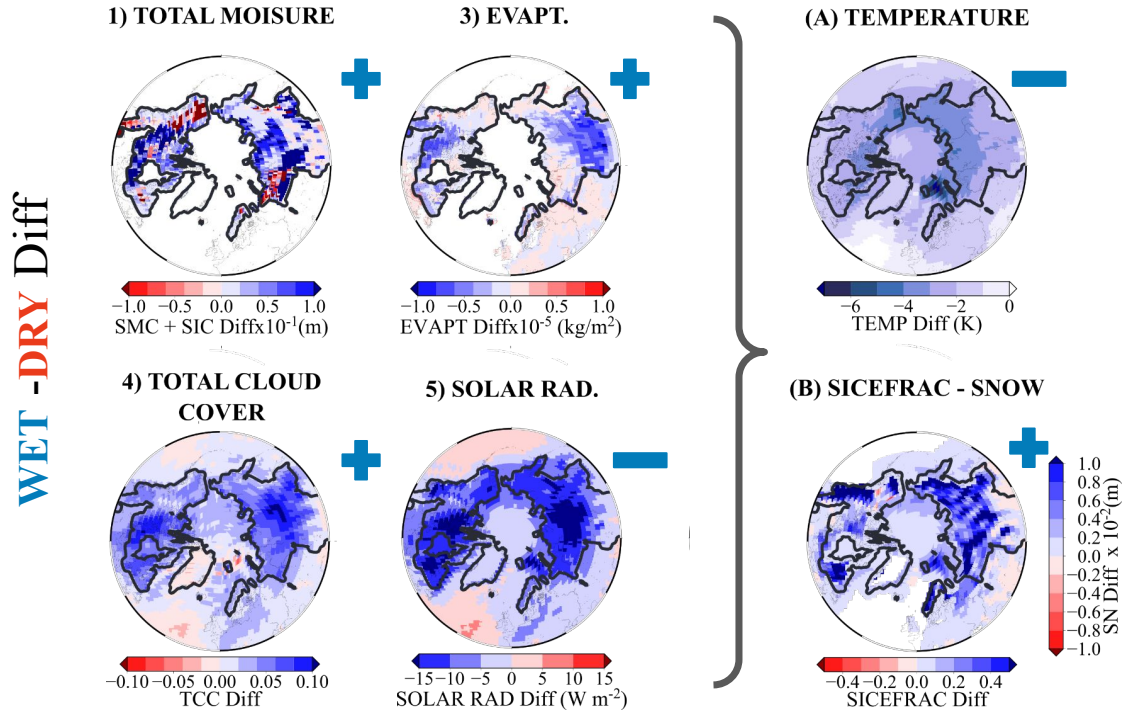 WET -DRY Diff
1) TOTAL MOISURE
−1.0 −0.5 0.0 0.5 1.0
SMC + SIC Diffx10-1(m)
3) EVAPT.
−1.0 −0.5 0.0 0.5 1.0
EVAPT Diffx10-5 (kg/m2)
(A) TEMPERATURE
−6 −4 −2 0
TEMP Diff (K)
4) TOTAL CLOUD
COVER
−0.10 −0.05 0.00 0.05 0.10
TCC Diff
5) SOLAR RAD.
−15−10 −5 0 5 10 15
SOLAR RAD Diff (W m-2)
(B) SICEFRAC - SNOW
−0.4 −0.2 0.0 0.2 0.4
SICEFRAC Diff
1.0
0.8
0.6
0.4
0.2
0.0
−0.2
−0.4
−0.6
−0.8
−1.0
SN Diff x 10-2(m)